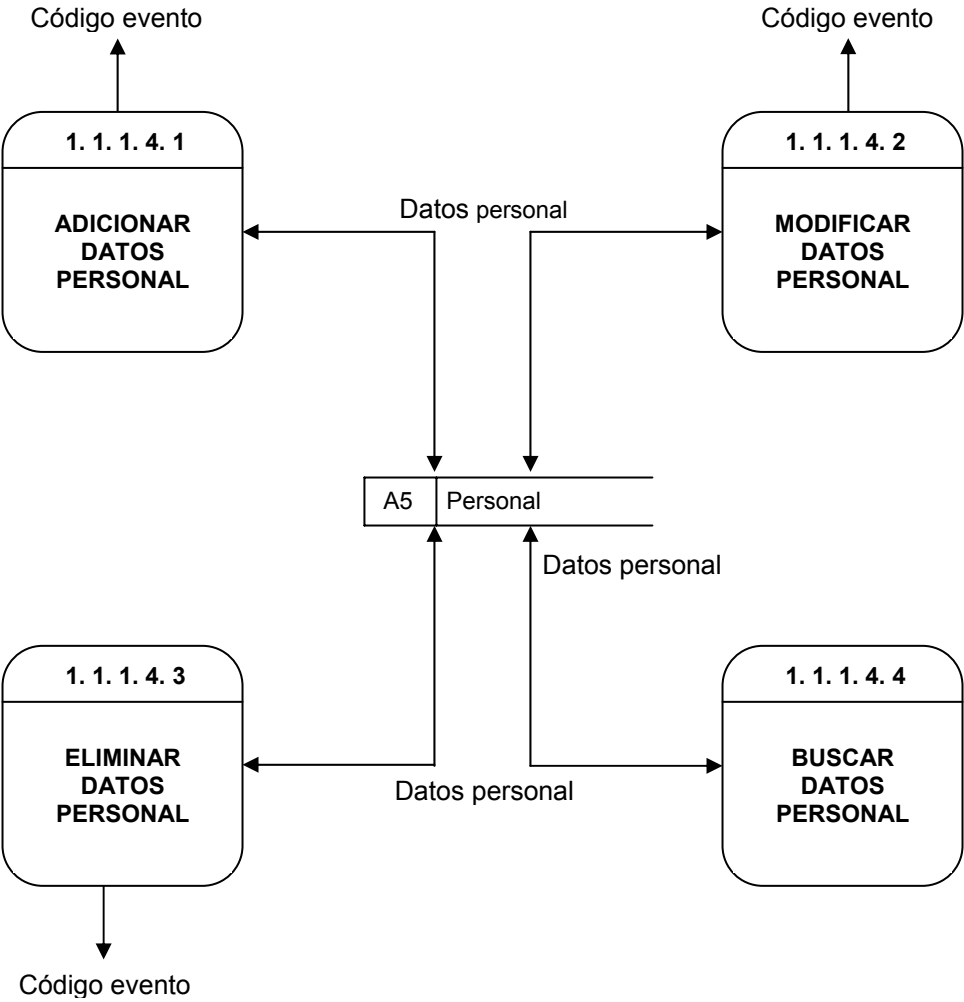 Código evento
Código evento
1. 1. 1. 4. 1
1. 1. 1. 4. 2
ADICIONAR
DATOS
PERSONAL
Datos personal
MODIFICAR
DATOS
PERSONAL
A5 Personal
Datos personal
1. 1. 1. 4. 3
1. 1. 1. 4. 4
ELIMINAR
DATOS
PERSONAL
Datos personal
BUSCAR
DATOS
PERSONAL
Código evento